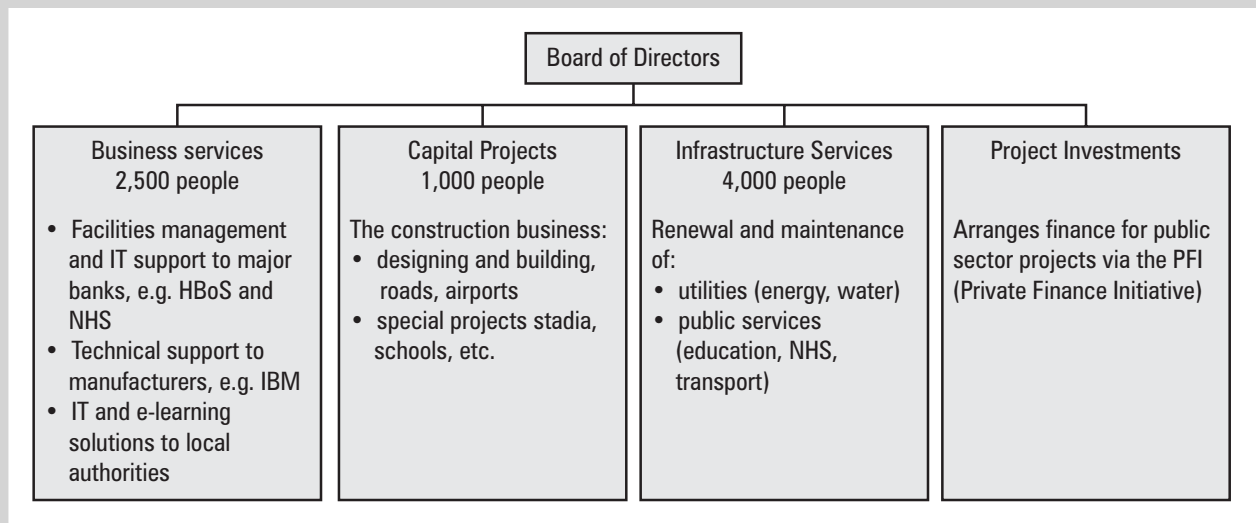 Board of Directors
Business services
2,500 people
• Facilities management
and IT support to major
banks, e.g. HBoS and
NHS
• Technical support to
manufacturers, e.g. IBM
• IT and e-learning
solutions to local
authorities
Capital Projects
1,000 people
The construction business:
• designing and building,
roads, airports
• special projects stadia,
schools, etc.
Infrastructure Services
4,000 people
Renewal and maintenance
of:
• utilities (energy, water)
• public services
(education, NHS,
transport)
Project Investments
Arranges finance for public
sector projects via the PFI
(Private Finance Initiative)